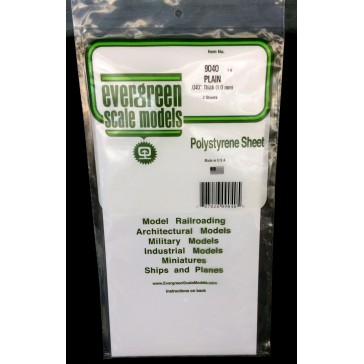 Item No.
9040
PLAIN
.040" Thick (1.0 mm)
2 Sheets
evergreen
scale models
Polystyrene Sheet
Made in U.S.A.
Model Railroading
Architectural Models
Military Models
Industrial Models
Miniatures
Ships and Planes
www.EvergreenScaleModels.com
Instructions on back